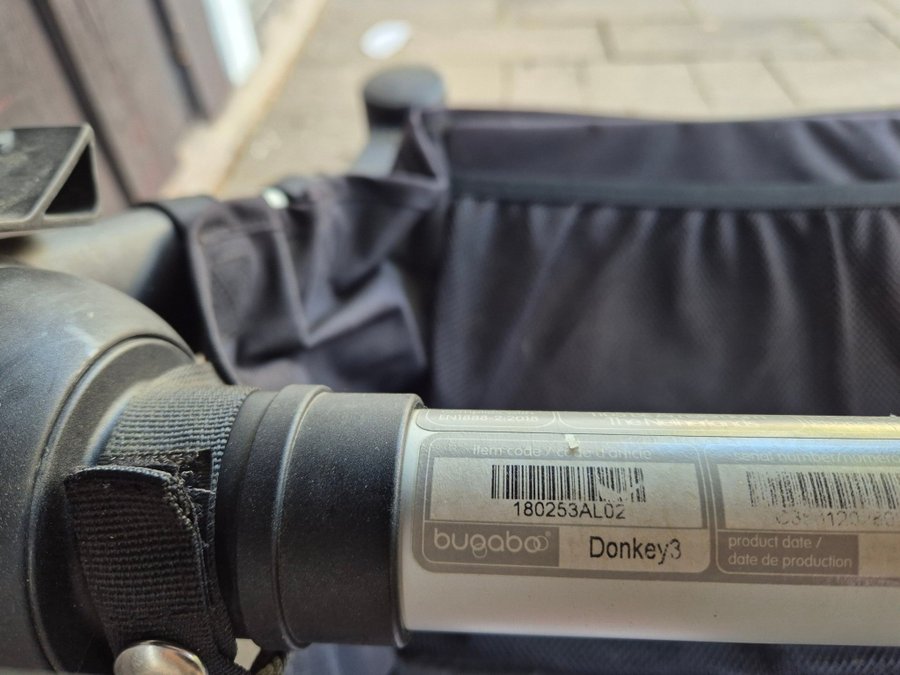 EN1888-2:2018
The Netherlands
item code / code d'article
180253AL02
bugaboo
Donkey3
product date /
date de production